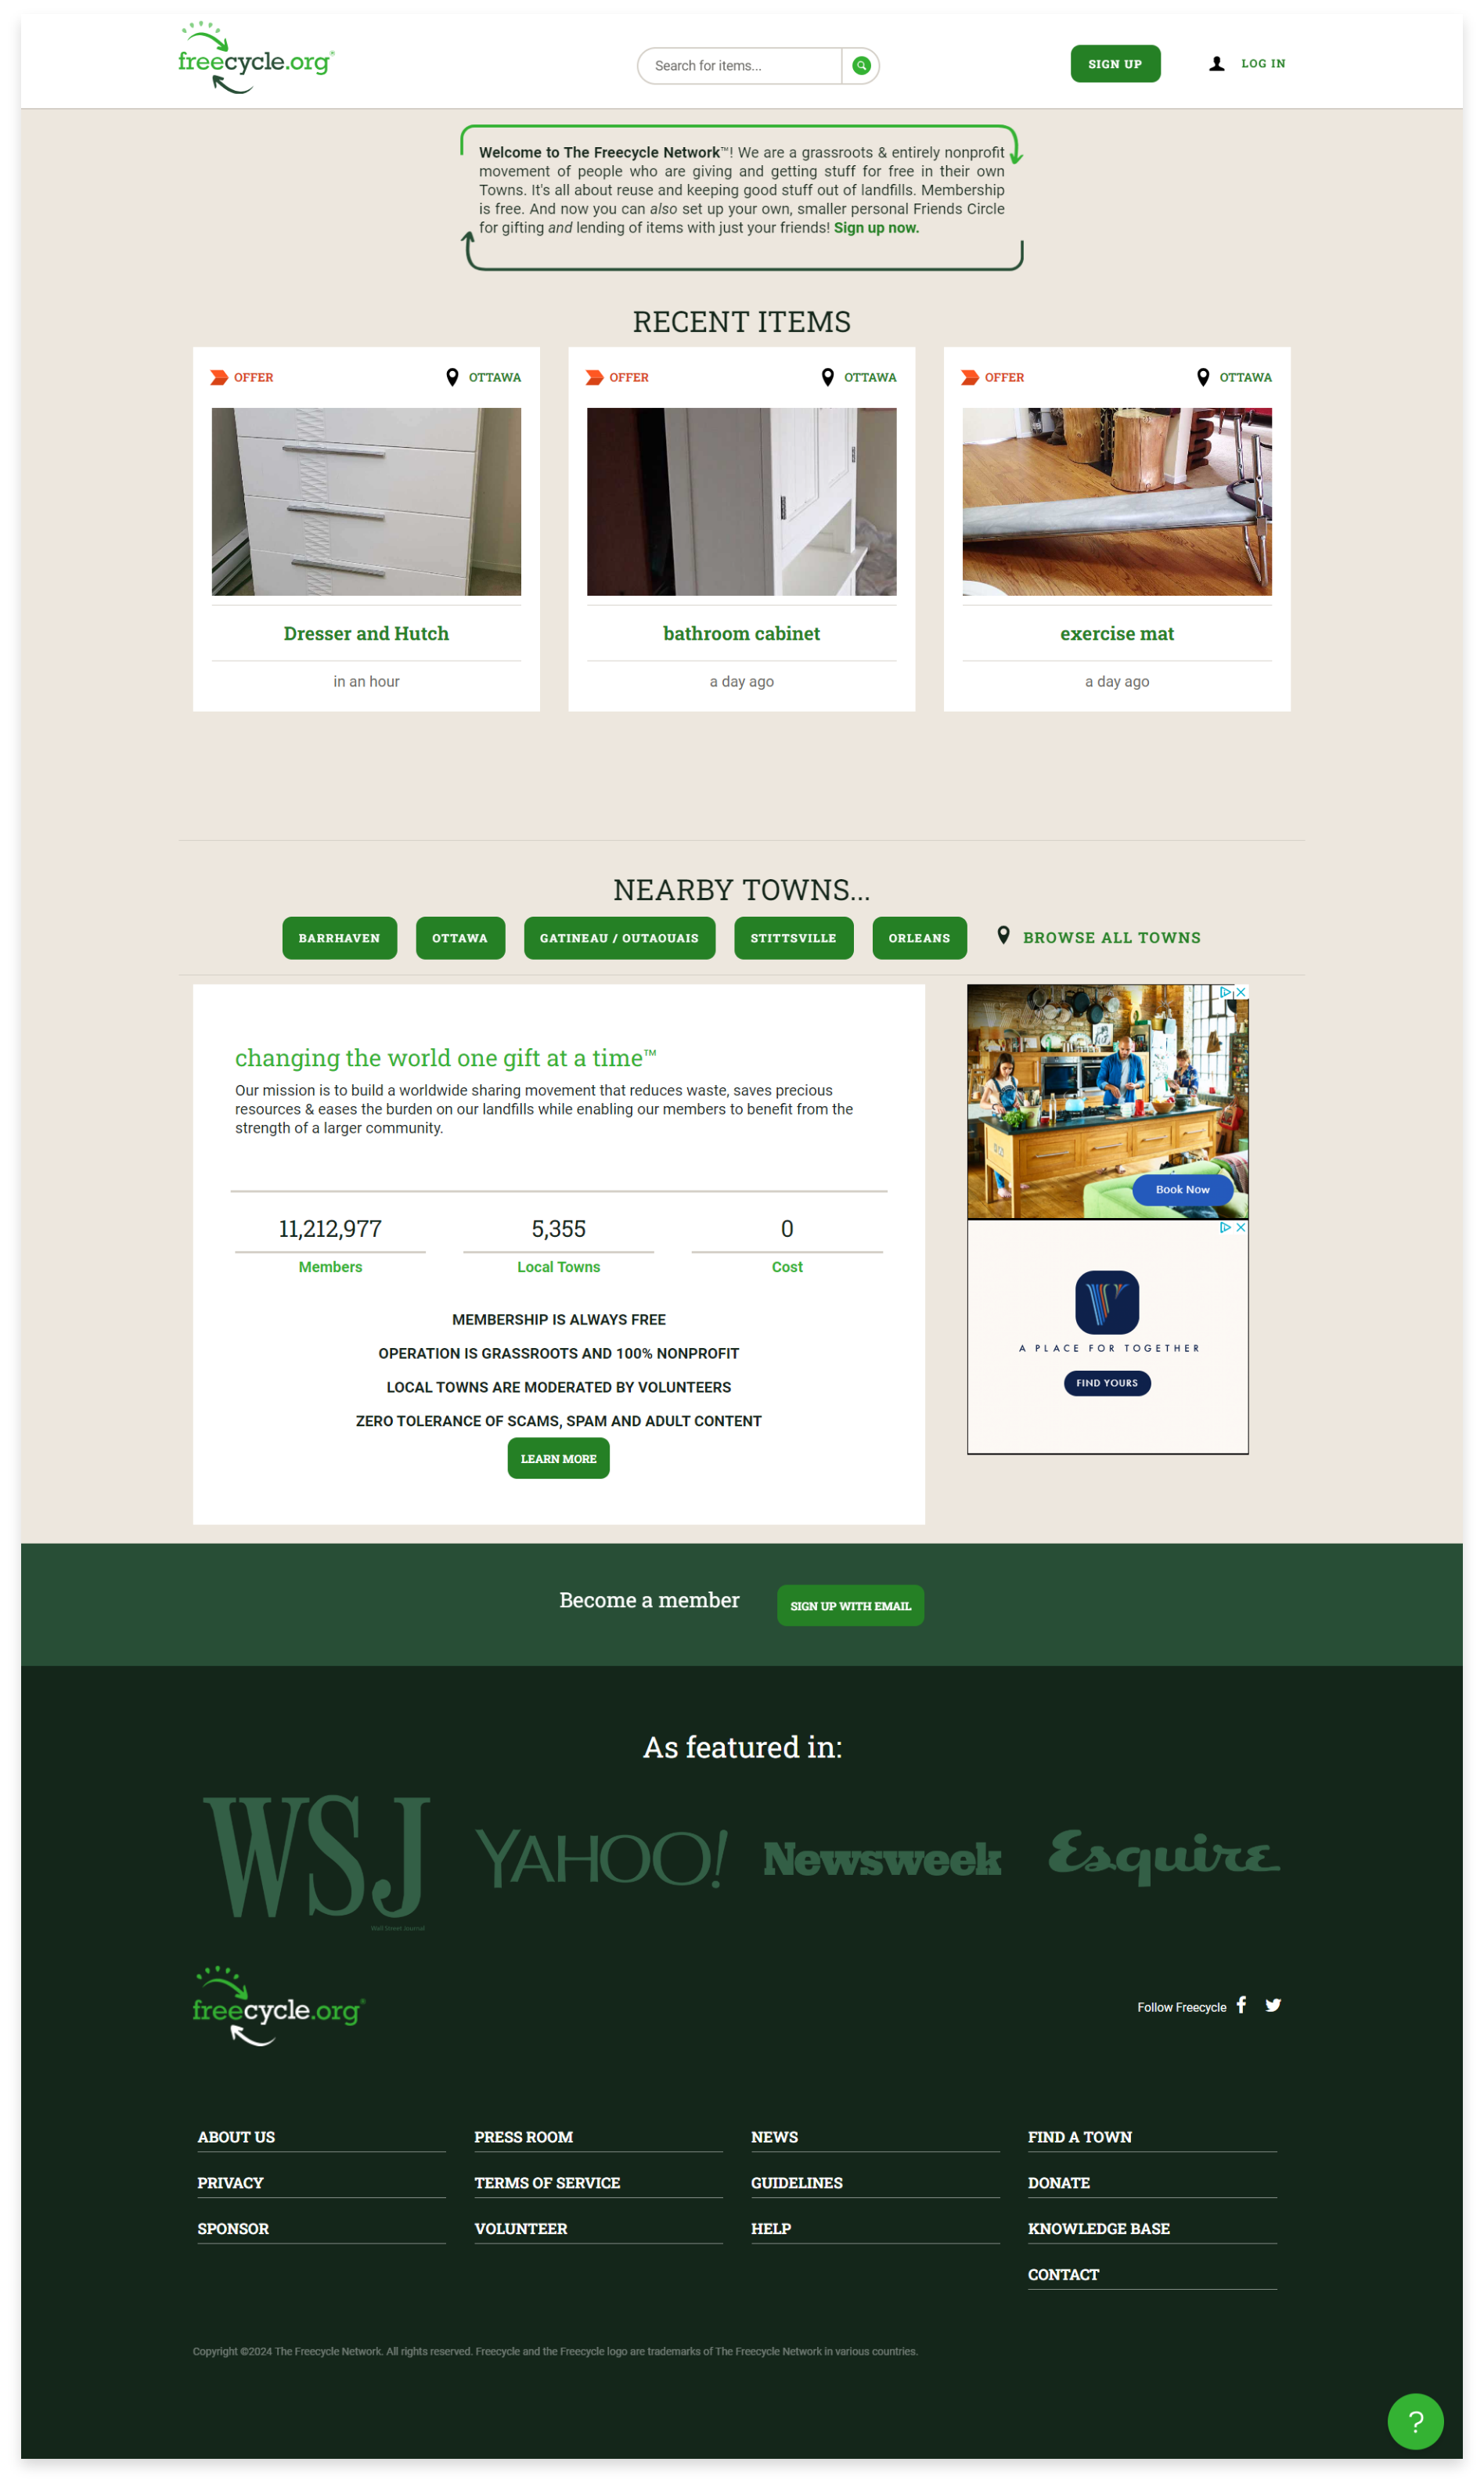 freecycle.org®
Search for items...
SIGN UP
LOG IN
Welcome to The Freecycle Network™! We are a grassroots & entirely nonprofit
movement of people who are giving and getting stuff for free in their own
Towns. It's all about reuse and keeping good stuff out of landfills. Membership
is free. And now you can also set up your own, smaller personal Friends Circle
for gifting and lending of items with just your friends! Sign up now.
RECENT ITEMS
OFFER
OTTAWA
Dresser and Hutch
in an hour
OFFER
OTTAWA
bathroom cabinet
a day ago
OFFER
OTTAWA
exercise mat
a day ago
NEARBY TOWNS...
BARRHAVEN
OTTAWA
GATINEAU / OUTAOUAIS
STITTSVILLE
ORLEANS
BROWSE ALL TOWNS
changing the world one gift at a time™
Our mission is to build a worldwide sharing movement that reduces waste, saves precious
resources & eases the burden on our landfills while enabling our members to benefit from the
strength of a larger community.
11,212,977
Members
5,355
Local Towns
0
Cost
MEMBERSHIP IS ALWAYS FREE
OPERATION IS GRASSROOTS AND 100% NONPROFIT
LOCAL TOWNS ARE MODERATED BY VOLUNTEERS
ZERO TOLERANCE OF SCAMS, SPAM AND ADULT CONTENT
LEARN MORE
Book Now
A PLACE FOR TOGETHER
FIND YOURS
Become a member
SIGN UP WITH EMAIL
As featured in:
WSJ
Wall Street Journal
YAHOO!
Newsweek
Esquire
freecycle.org®
Follow Freecycle
ABOUT US
PRESS ROOM
NEWS
FIND A TOWN
PRIVACY
TERMS OF SERVICE
GUIDELINES
DONATE
SPONSOR
VOLUNTEER
HELP
KNOWLEDGE BASE
CONTACT
Copyright ©2024 The Freecycle Network. All rights reserved. Freecycle and the Freecycle logo are trademarks of The Freecycle Network in various countries.
?